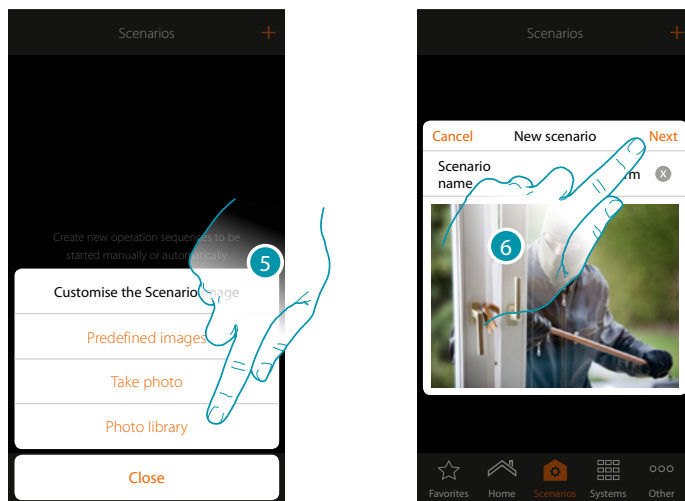 Scenarios +
Create new operation sequences to be
started manually or automatically
Customise the Scenario image
Predefined images
Take photo
Photo library
Close
5
Scenarios +
Cancel New scenario Next
Scenario
name
X
6
Favorites Home Scenarios Systems Other